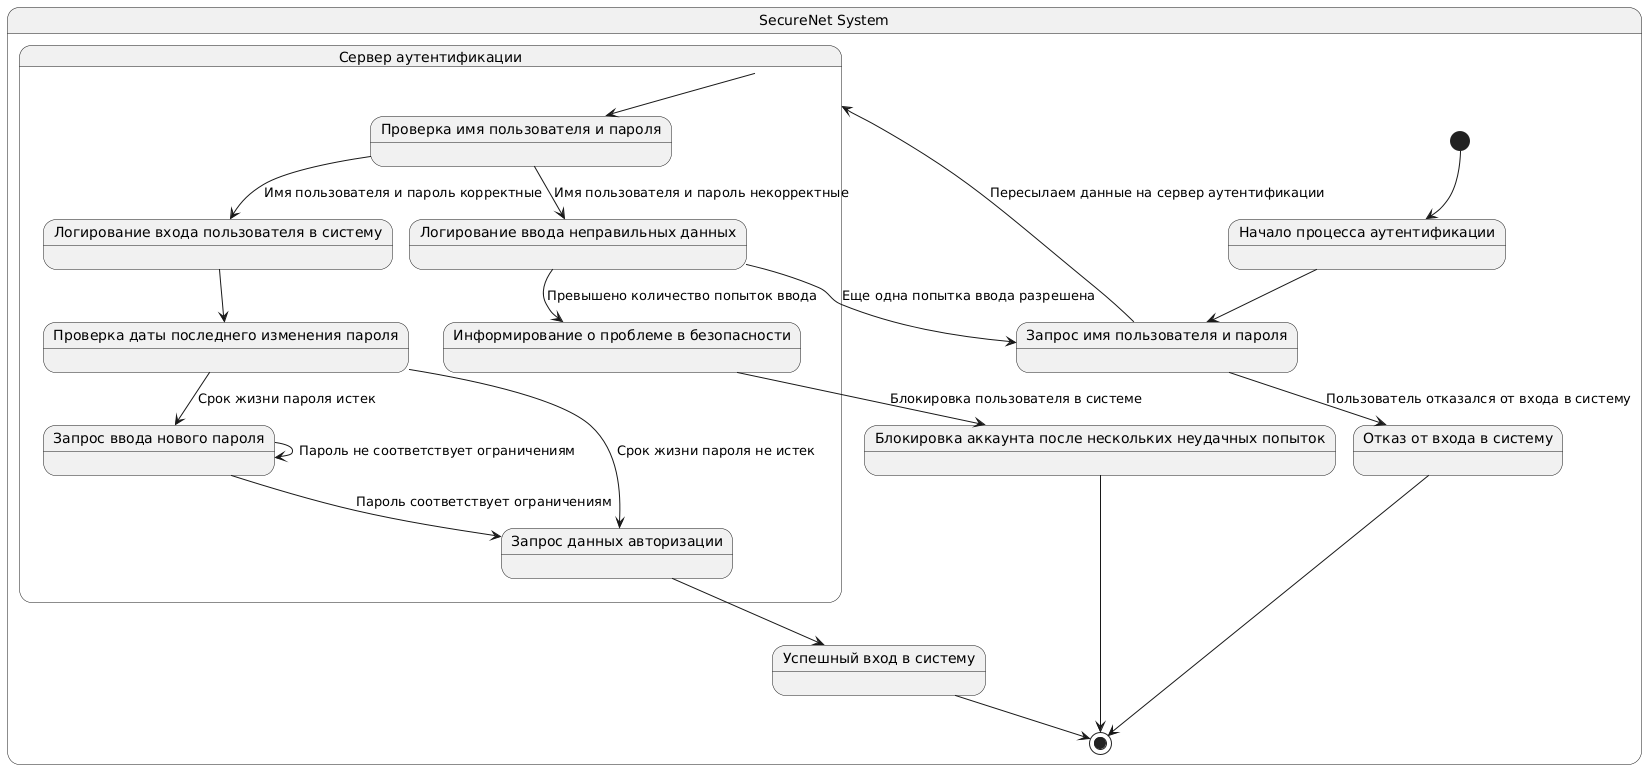 SecureNet System
Сервер аутентификации
Проверка имя пользователя и пароля
Имя пользователя и пароль корректные
Имя пользователя и пароль некорректные
Пересылаем данные на сервер аутентификации
Логирование входа пользователя в систему
Логирование ввода неправильных данных
Начало процесса аутентификации
Превышено количество попыток ввода
Еще одна попытка ввода разрешена
Проверка даты последнего изменения пароля
Информирование о проблеме в безопасности
Запрос имя пользователя и пароля
Срок жизни пароля истек
Блокировка пользователя в системе
Пользователь отказался от входа в систему
Запрос ввода нового пароля
Пароль не соответствует ограничениям
Срок жизни пароля не истек
Блокировка аккаунта после нескольких неудачных попыток
Отказ от входа в систему
Пароль соответствует ограничениям
Запрос данных авторизации
Успешный вход в систему